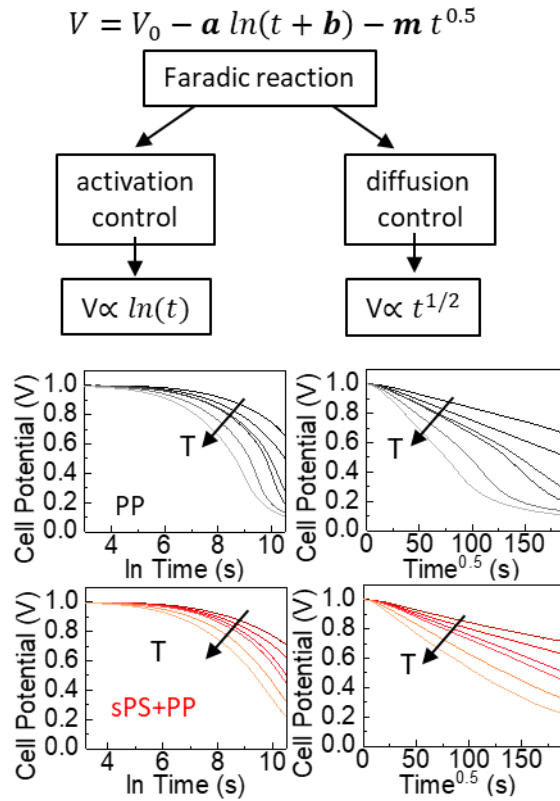 V = V₀ − a ln(t + b) − m t^0.5
Faradic reaction
activation
control
diffusion
control
V∝ ln(t)
V∝ t^1/2
Cell Potential (V)
1.0
0.8
0.6
0.4
0.2
0.0
T
PP
4 6 8 10
ln Time (s)
Cell Potential (V)
1.0
0.8
0.6
0.4
0.2
0.0
T
0 50 100 150
Time^0.5 (s)
Cell Potential (V)
1.0
0.8
0.6
0.4
0.2
0.0
T
sPS+PP
4 6 8 10
ln Time (s)
Cell Potential (V)
1.0
0.8
0.6
0.4
0.2
0.0
T
0 50 100 150
Time^0.5 (s)